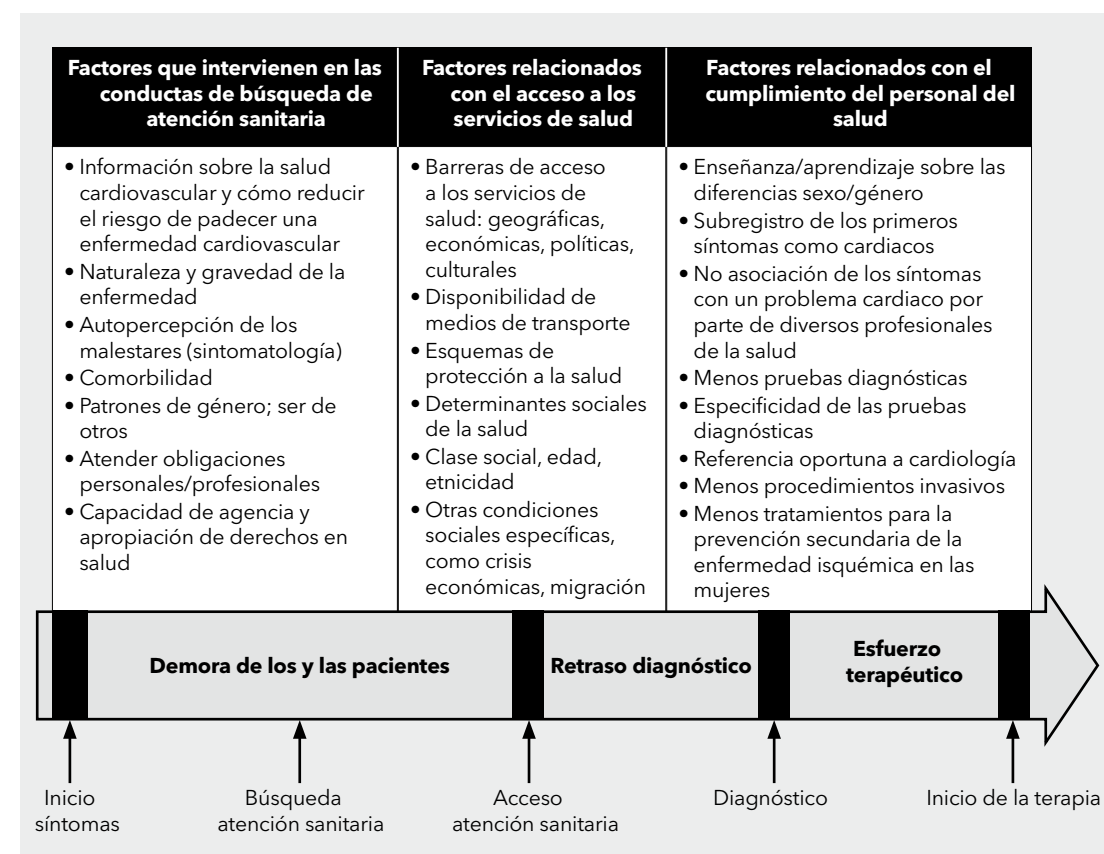 Factores que intervienen en las
conductas de búsqueda de
atención sanitaria
• Información sobre la salud
cardiovascular y cómo reducir
el riesgo de padecer una
enfermedad cardiovascular
• Naturaleza y gravedad de la
enfermedad
• Autopercepción de los
malestares (sintomatología)
• Comorbilidad
• Patrones de género; ser de
otros
• Atender obligaciones
personales/profesionales
• Capacidad de agencia y
apropiación de derechos en
salud
Factores relacionados
con el acceso a los
servicios de salud
• Barreras de acceso
a los servicios de
salud: geográficas,
económicas, políticas,
culturales
• Disponibilidad de
medios de transporte
• Esquemas de
protección a la salud
• Determinantes sociales
de la salud
• Clase social, edad,
etnicidad
• Otras condiciones
sociales específicas,
como crisis
económicas, migración
Factores relacionados con el
cumplimiento del personal del
salud
• Enseñanza/aprendizaje sobre las
diferencias sexo/género
• Subregistro de los primeros
síntomas como cardiacos
• No asociación de los síntomas
con un problema cardiaco por
parte de diversos profesionales
de la salud
• Menos pruebas diagnósticas
• Especificidad de las pruebas
diagnósticas
• Referencia oportuna a cardiología
• Menos procedimientos invasivos
• Menos tratamientos para la
prevención secundaria de la
enfermedad isquémica en las
mujeres
Demora de los y las pacientes
Retraso diagnóstico
Esfuerzo
terapéutico
Inicio
síntomas
Búsqueda
atención sanitaria
Acceso
atención sanitaria
Diagnóstico
Inicio de la terapia